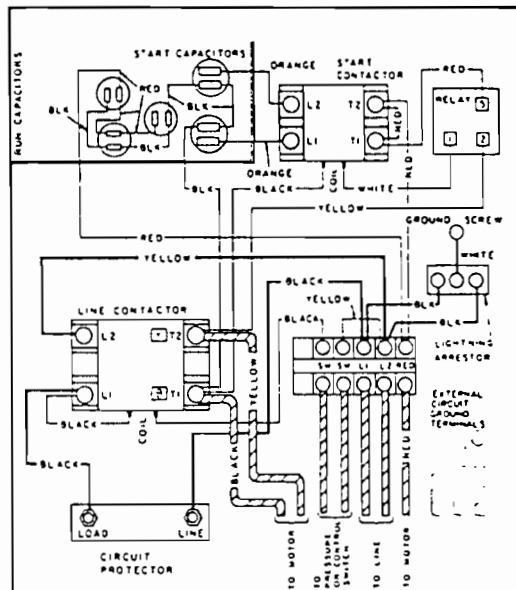 RUN CAPACITORS
START CAPACITORS
RED
BLK
BLK
BLK
BLK
BLK
ORANGE
ORANGE
START
CONTACTOR
L2
T2
L1
T1
COIL
RED
RED
RED
RELAY
5
1
2
BLACK
WHITE
YELLOW
RED
YELLOW
GROUND SCREW
WHITE
BLACK
YELLOW
BLACK
BLK
BLK
LIGHTNING
ARRESTOR
LINE CONTACTOR
L2
T2
L1
T1
COIL
BLACK
BLACK
YELLOW
BLACK
SW
SW
L1
L2
RED
RED
EXTERNAL
CIRCUIT
GROUND
TERMINALS
LOAD
LINE
CIRCUIT
PROTECTOR
TO MOTOR
TO
PRESSURE
OR CONTROL
SWITCH
TO LINE
TO MOTOR